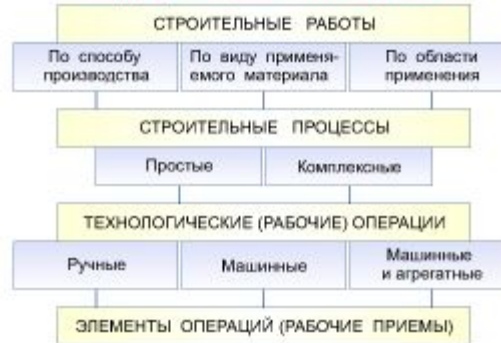 СТРОИТЕЛЬНЫЕ РАБОТЫ
По способу
производства
По виду применя-
емого материала
По области
применения
СТРОИТЕЛЬНЫЕ ПРОЦЕССЫ
Простые
Комплексные
ТЕХНОЛОГИЧЕСКИЕ (РАБОЧИЕ) ОПЕРАЦИИ
Ручные
Машинные
Машинные
и агрегатные
ЭЛЕМЕНТЫ ОПЕРАЦИЙ (РАБОЧИЕ ПРИЕМЫ)